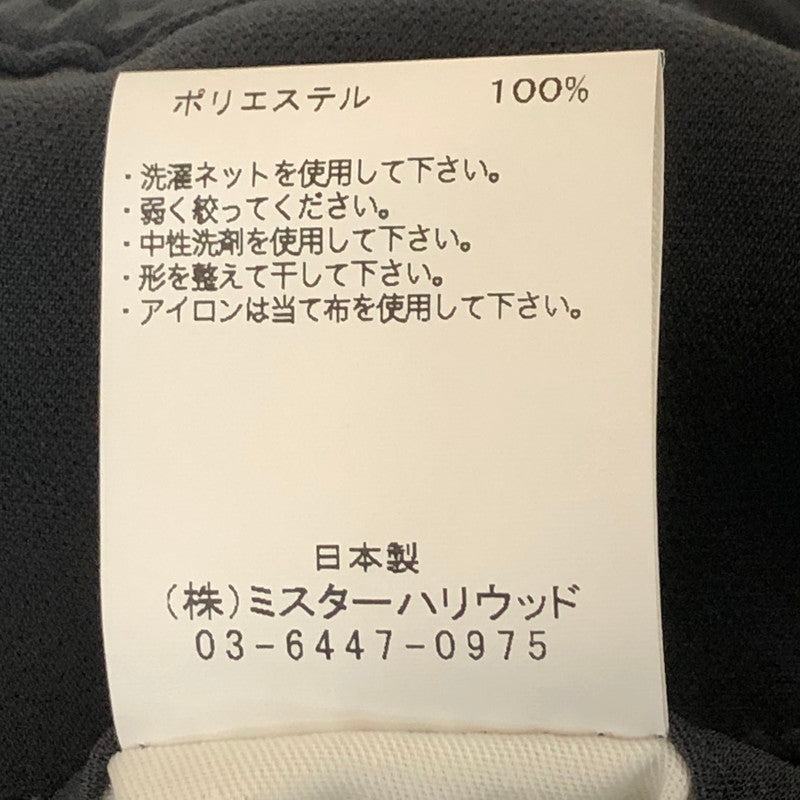 ポリエステル 100%
・洗濯ネットを使用して下さい。
・弱く絞ってください。
・中性洗剤を使用して下さい。
・形を整えて干して下さい。
・アイロンは当て布を使用して下さい。
日本製
(株)ミスターハリウッド
03-6447-0975